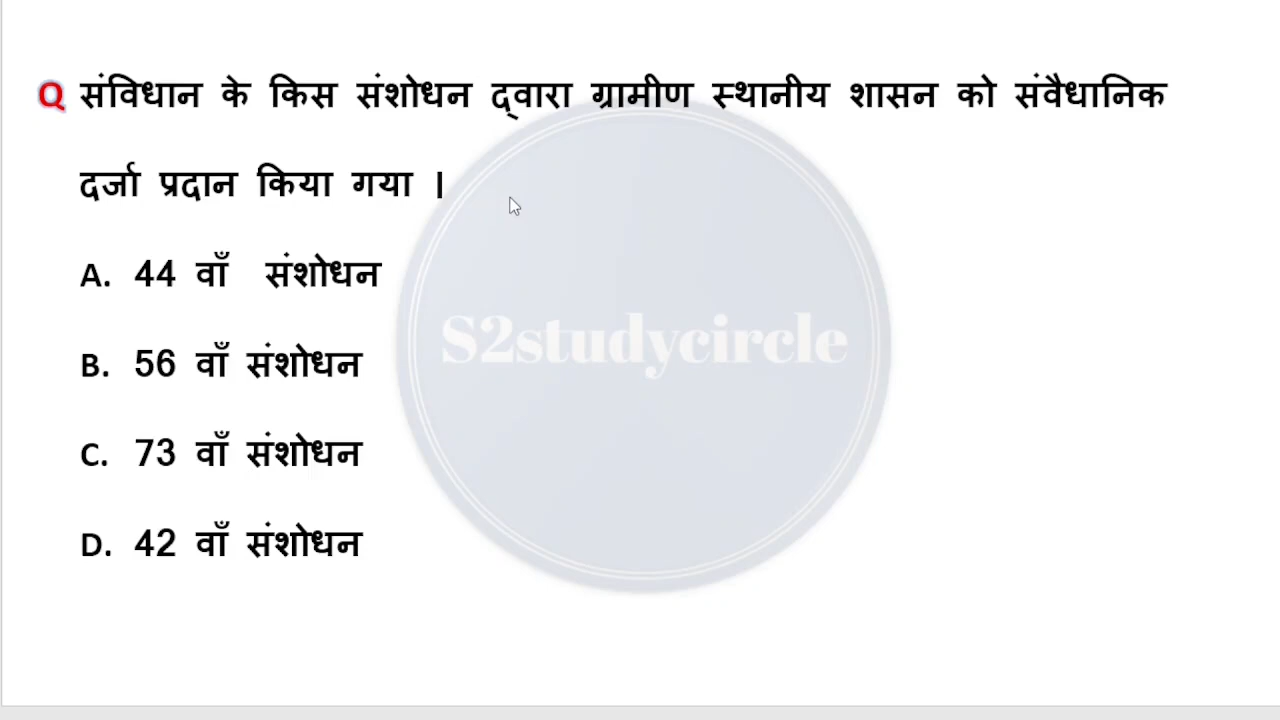 Q संविधान के किस संशोधन द्वारा ग्रामीण स्थानीय शासन को संवैधानिक
दर्जा प्रदान किया गया ।
A. 44 वाँ संशोधन
S2studycircle
B. 56 वाँ संशोधन
C. 73 वाँ संशोधन
D. 42 वाँ संशोधन